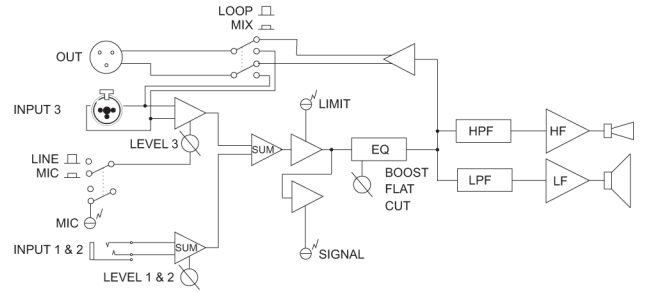 LOOP
MIX
OUT
INPUT 3
LEVEL 3
LIMIT
SUM
EQ
HPF
HF
LINE
MIC
BOOST
FLAT
CUT
LPF
LF
MIC
INPUT 1 & 2
SUM
SIGNAL
LEVEL 1 & 2